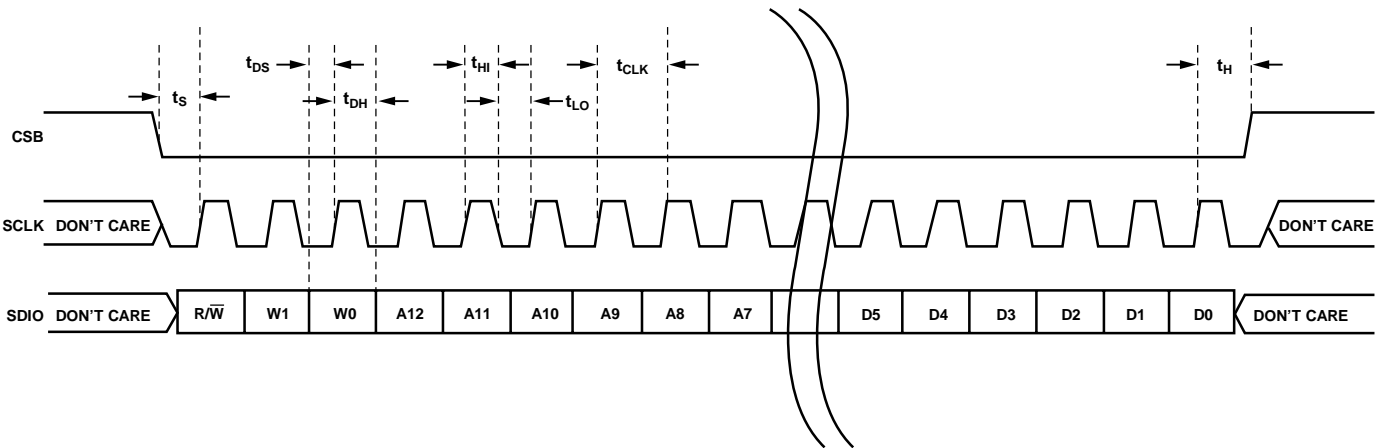 tDS
tHI
tCLK
tH
tS
tDH
tLO
CSB
SCLK DON'T CARE DON'T CARE
SDIO DON'T CARE R/W̅ W1 W0 A12 A11 A10 A9 A8 A7 D5 D4 D3 D2 D1 D0 DON'T CARE